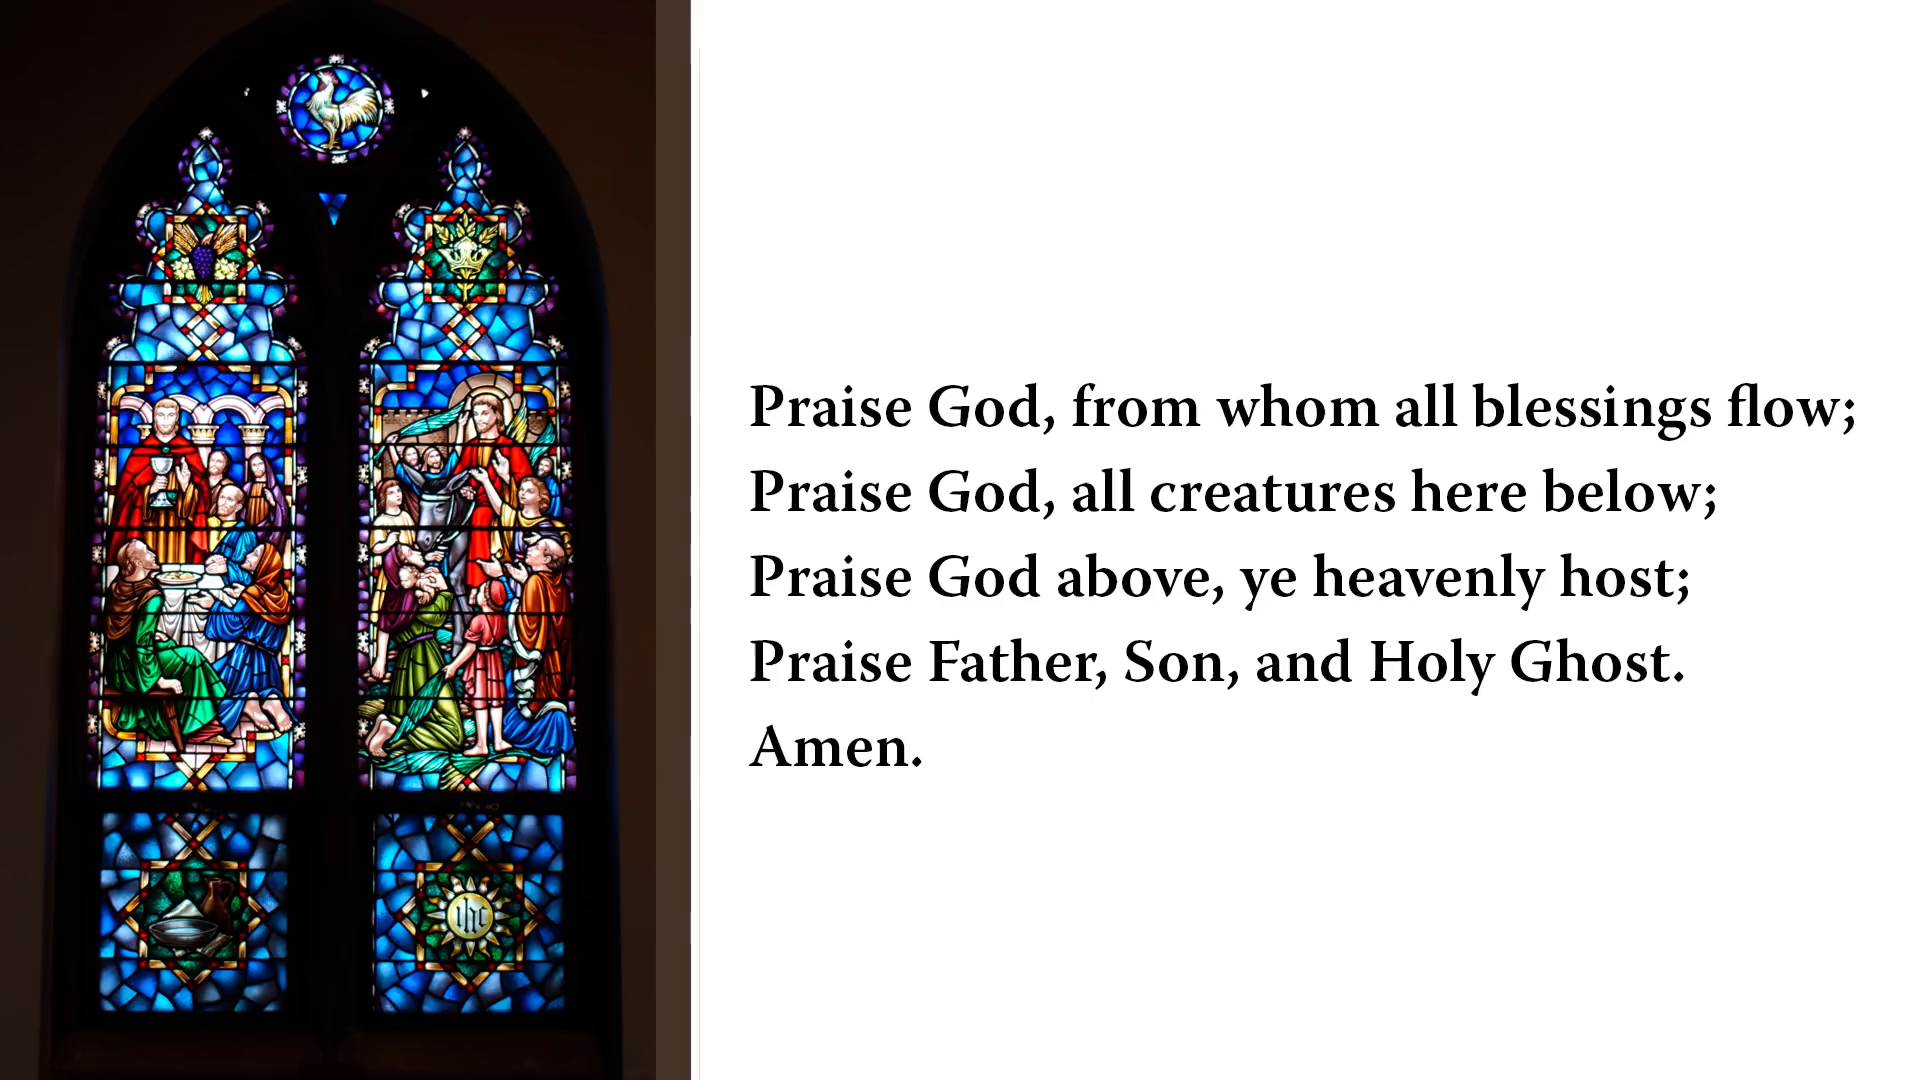 ihc
Praise God, from whom all blessings flow;
Praise God, all creatures here below;
Praise God above, ye heavenly host;
Praise Father, Son, and Holy Ghost.
Amen.